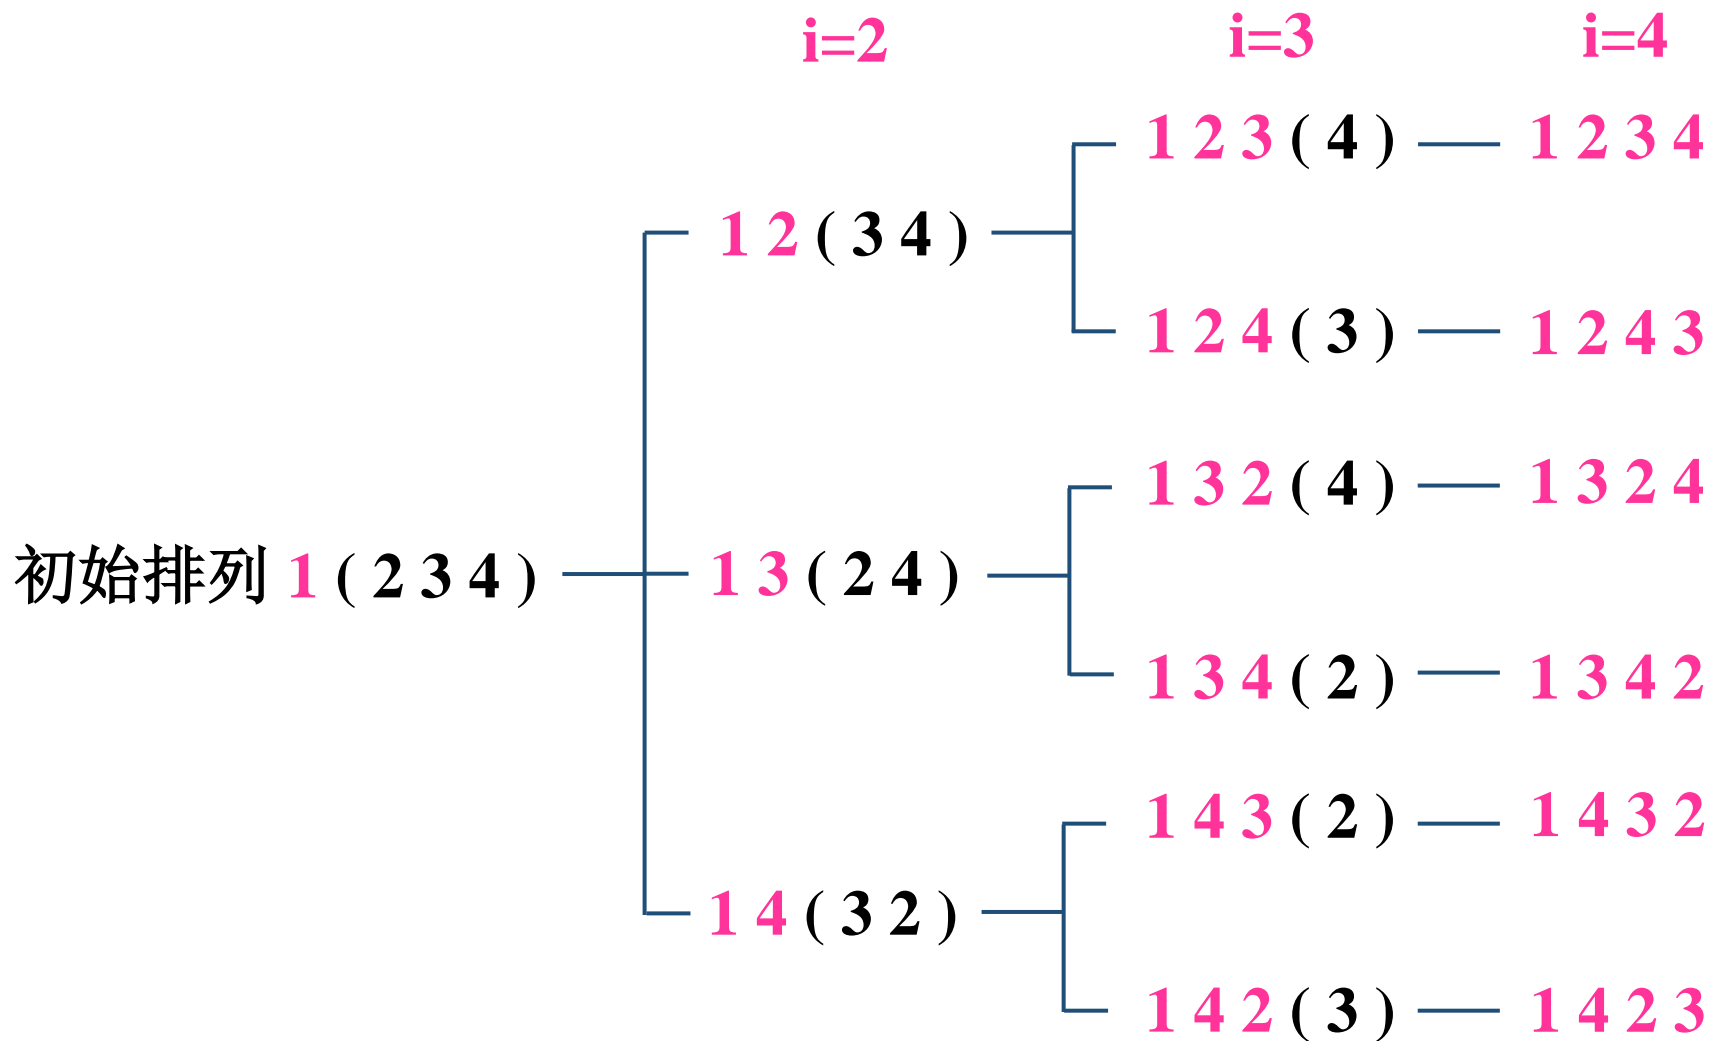 i=2 i=3 i=4
1 2 3 ( 4 ) 1 2 3 4
1 2 ( 3 4 )
1 2 4 ( 3 ) 1 2 4 3
1 3 2 ( 4 ) 1 3 2 4
初始排列 1 ( 2 3 4 ) 1 3 ( 2 4 )
1 3 4 ( 2 ) 1 3 4 2
1 4 3 ( 2 ) 1 4 3 2
1 4 ( 3 2 )
1 4 2 ( 3 ) 1 4 2 3